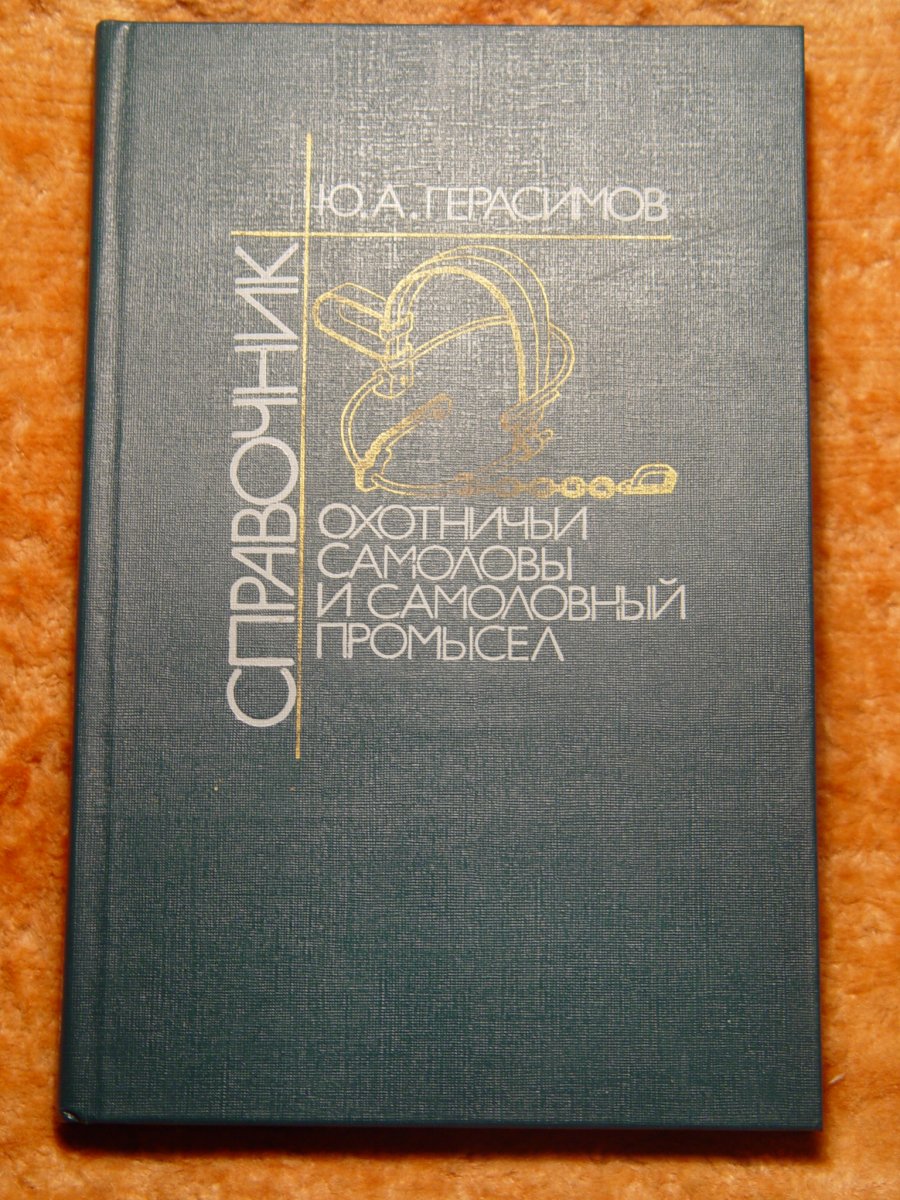 Ю.А. ГЕРАСИМОВ
СПРАВОЧНИК
ОХОТНИЧЬИ
САМОЛОВЫ
И САМОЛОВНЫЙ
ПРОМЫСЕЛ